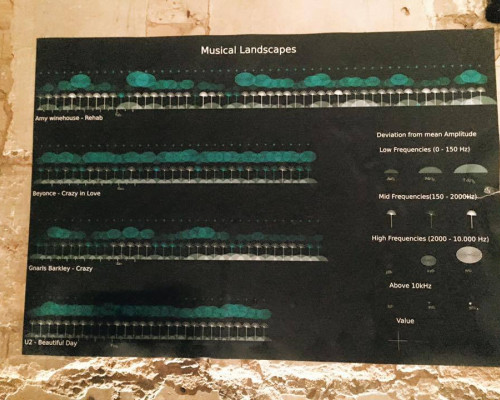 Musical Landscapes
Amy winehouse - Rehab
Beyonce - Crazy in Love
Gnarls Barkley - Crazy
U2 - Beautiful Day
Deviation from mean Amplitude
Low Frequencies (0 - 150 Hz)
Mid Frequencies(150 - 2000Hz)
High Frequencies (2000 - 10.000 Hz)
Above 10kHz
Value